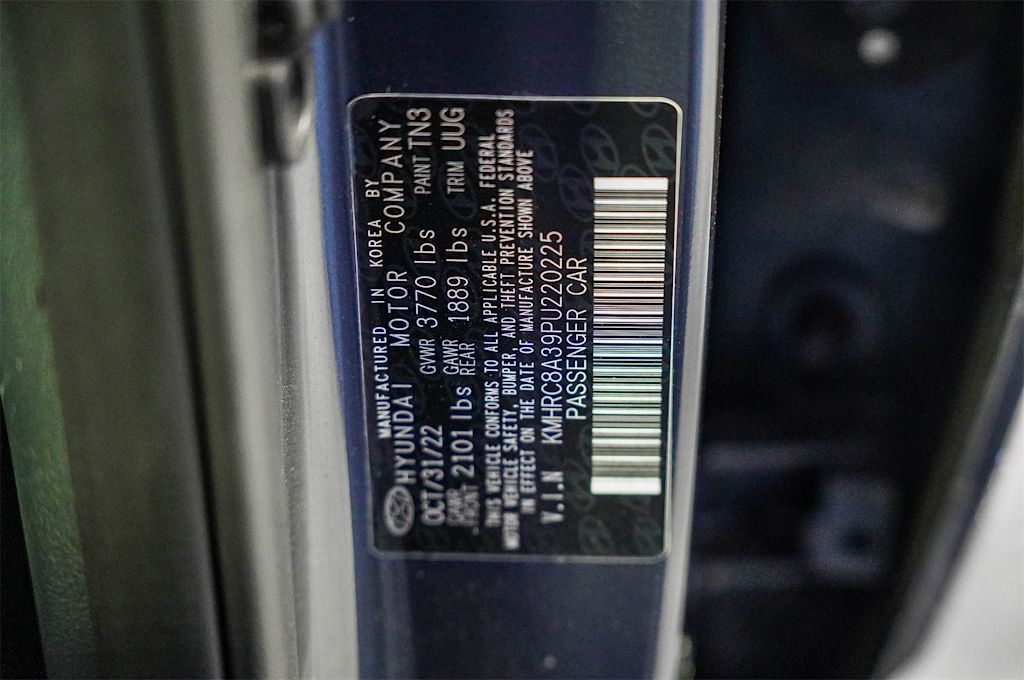 MANUFACTURED IN KOREA BY
HYUNDAI MOTOR COMPANY
OCT/31/22 GVWR 3770 lbs PAINT TN3
GAWR FRONT 2101 lbs GAWR REAR 1889 lbs TRIM UUG
THIS VEHICLE CONFORMS TO ALL APPLICABLE U.S.A. FEDERAL
MOTOR VEHICLE SAFETY, BUMPER, AND THEFT PREVENTION STANDARDS
IN EFFECT ON THE DATE OF MANUFACTURE SHOWN ABOVE
V.I.N KMHRC8A39PU220225
PASSENGER CAR